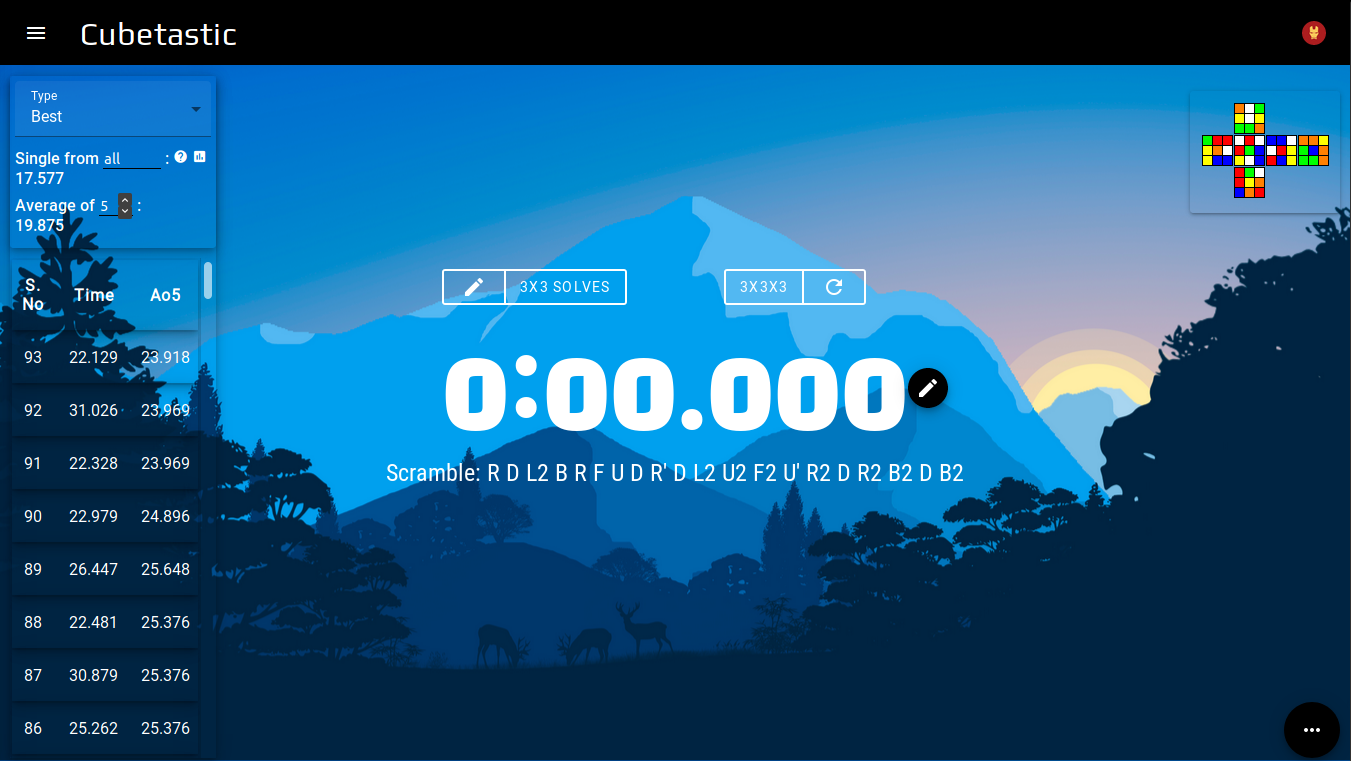 Cubetastic
Type
Best
Single from all :
17.577
Average of 5 :
19.875
S. No Time Ao5
93 22.129 23.918
92 31.026 23.969
91 22.328 23.969
90 22.979 24.896
89 26.447 25.648
88 22.481 25.376
87 30.879 25.376
86 25.262 25.376
3X3 SOLVES
3X3X3
0:00.000
Scramble: R D L2 B R F U D R' D L2 U2 F2 U' R2 D R2 B2 D B2